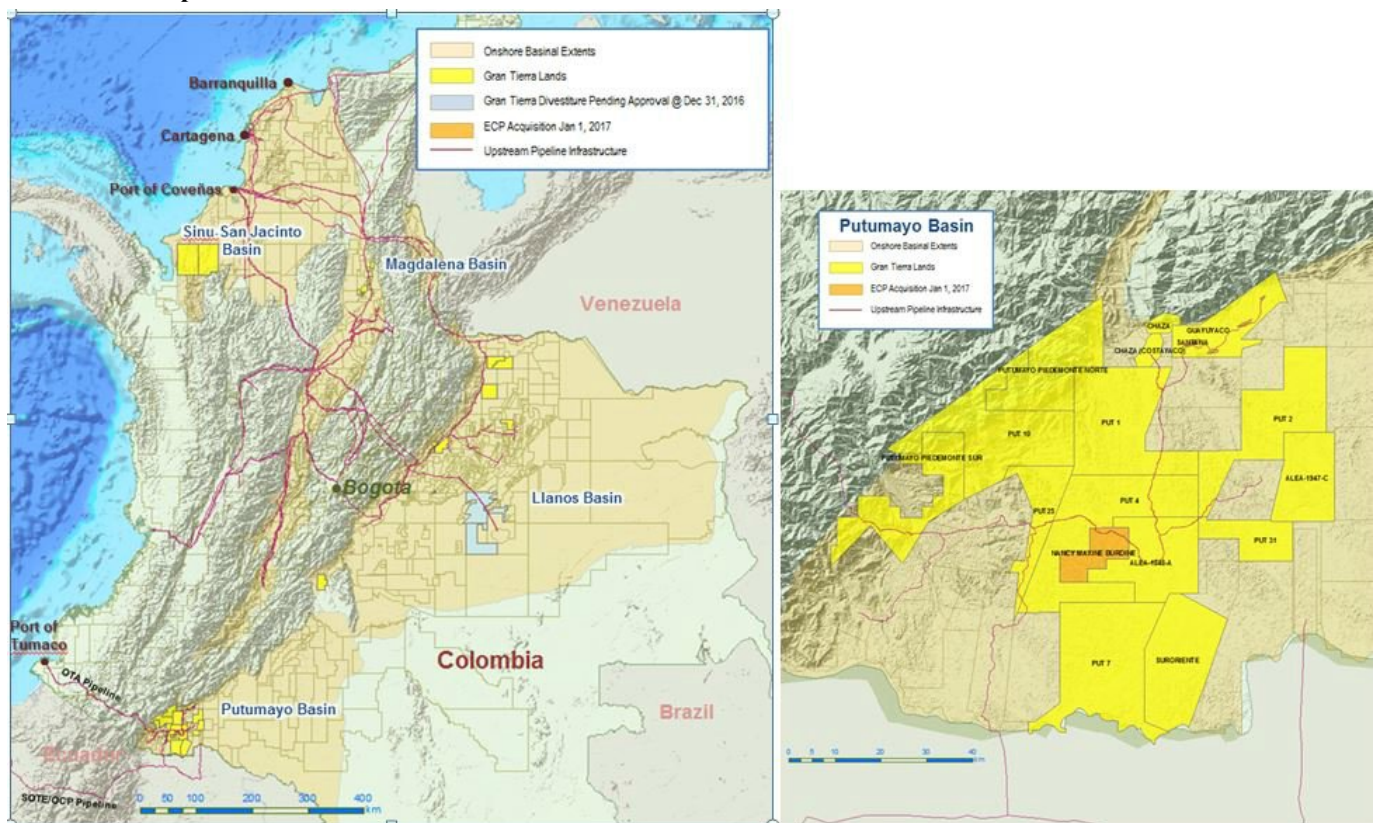 Onshore Basinal Extents
Gran Tierra Lands
Gran Tierra Divestiture Pending Approval @ Dec 31, 2016
ECP Acquisition Jan 1, 2017
Upstream Pipeline Infrastructure
Barranquilla
Cartagena
Port of Coveñas
Sinu-San Jacinto
Basin
Magdalena Basin
Venezuela
Bogota
Llanos Basin
Port of
Tumaco
OTA Pipeline
Colombia
Putumayo Basin
Brazil
Ecuador
SOTE/OCP Pipeline
0 50 100 200 300 400
km
Putumayo Basin
Onshore Basinal Extents
Gran Tierra Lands
ECP Acquisition Jan 1, 2017
Upstream Pipeline Infrastructure
CHAZA
GUAYUYACO
SANTANA
CHAZA (COSTAYACO)
PUTUMAYO-PIEDEMONTE NORTE
PUT 2
PUT 1
PUT 10
PUTUMAYO-PIEDEMONTE SUR
ALEA-1947-C
PUT 4
PUT 25
PUT 31
NANCY MAXINE BURDINE
ALEA-1848-A
PUT 7
SURORIENTE
0 5 10 20 30 40
km